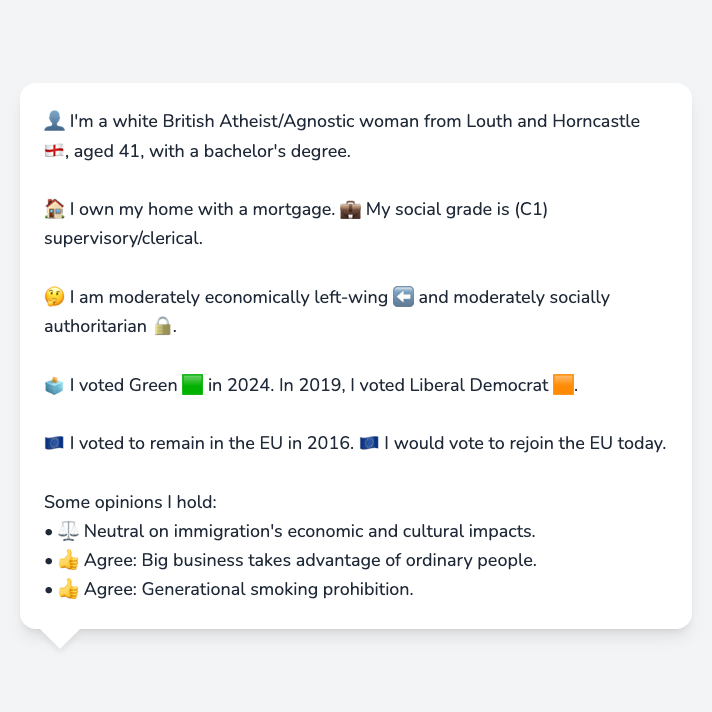 👤 I'm a white British Atheist/Agnostic woman from Louth and Horncastle
🏴󠁧󠁢󠁥󠁮󠁧󠁿, aged 41, with a bachelor's degree.
🏠 I own my home with a mortgage. 💼 My social grade is (C1)
supervisory/clerical.
🤔 I am moderately economically left-wing ⬅️ and moderately socially
authoritarian 🔒.
🗳️ I voted Green 🟩 in 2024. In 2019, I voted Liberal Democrat 🟧.
🇪🇺 I voted to remain in the EU in 2016. 🇪🇺 I would vote to rejoin the EU today.
Some opinions I hold:
• ⚖️ Neutral on immigration's economic and cultural impacts.
• 👍 Agree: Big business takes advantage of ordinary people.
• 👍 Agree: Generational smoking prohibition.